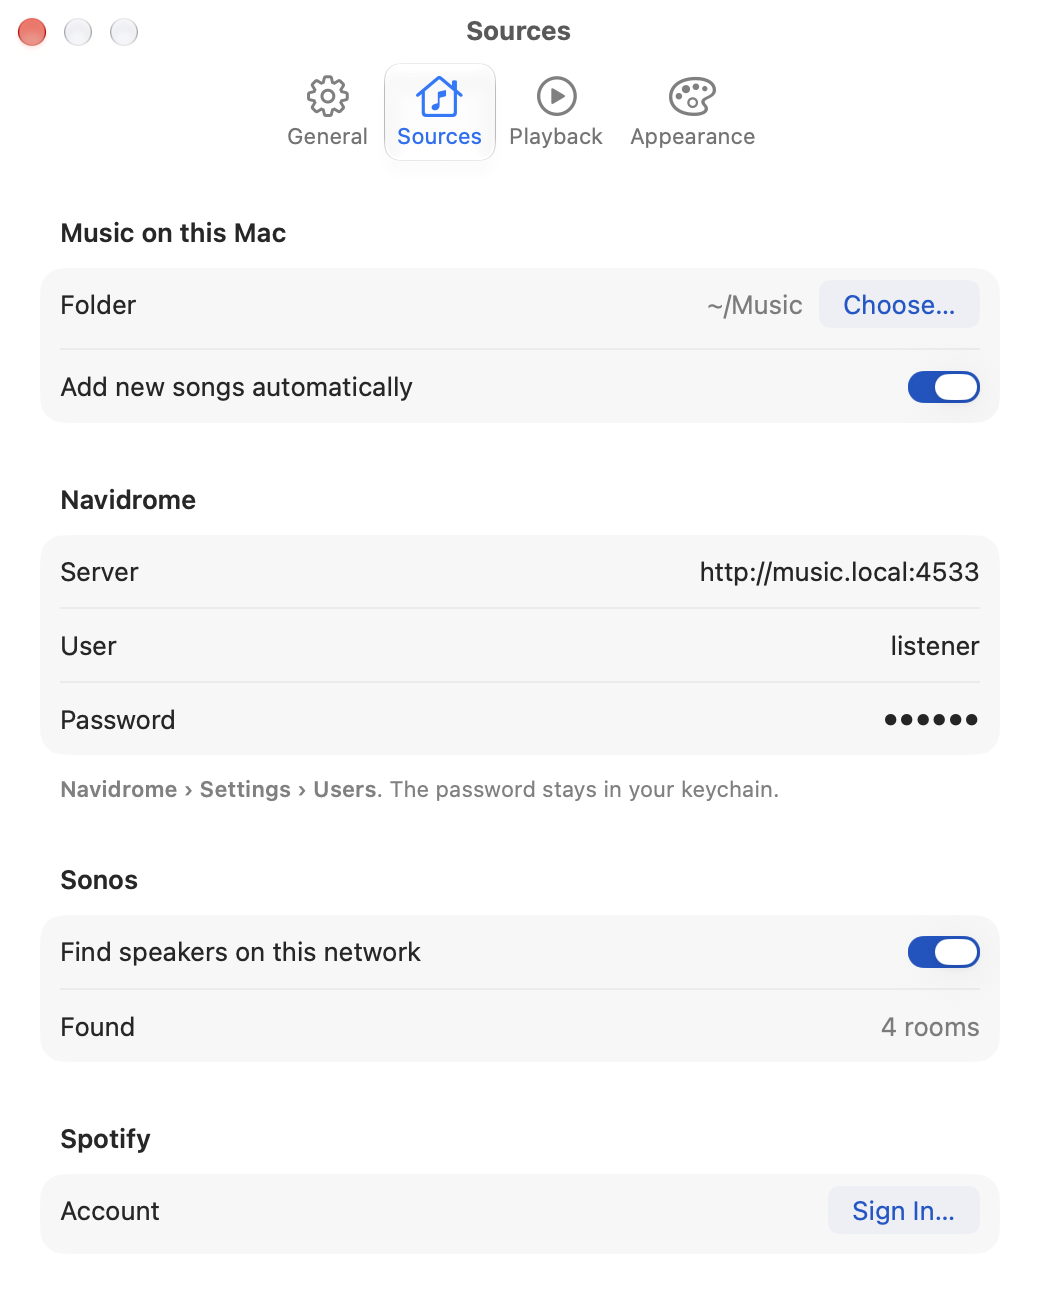 Sources
General
Sources
Playback
Appearance
Music on this Mac
Folder ~/Music Choose...
Add new songs automatically
Navidrome
Server http://music.local:4533
User listener
Password ••••••
Navidrome › Settings › Users. The password stays in your keychain.
Sonos
Find speakers on this network
Found 4 rooms
Spotify
Account Sign In...